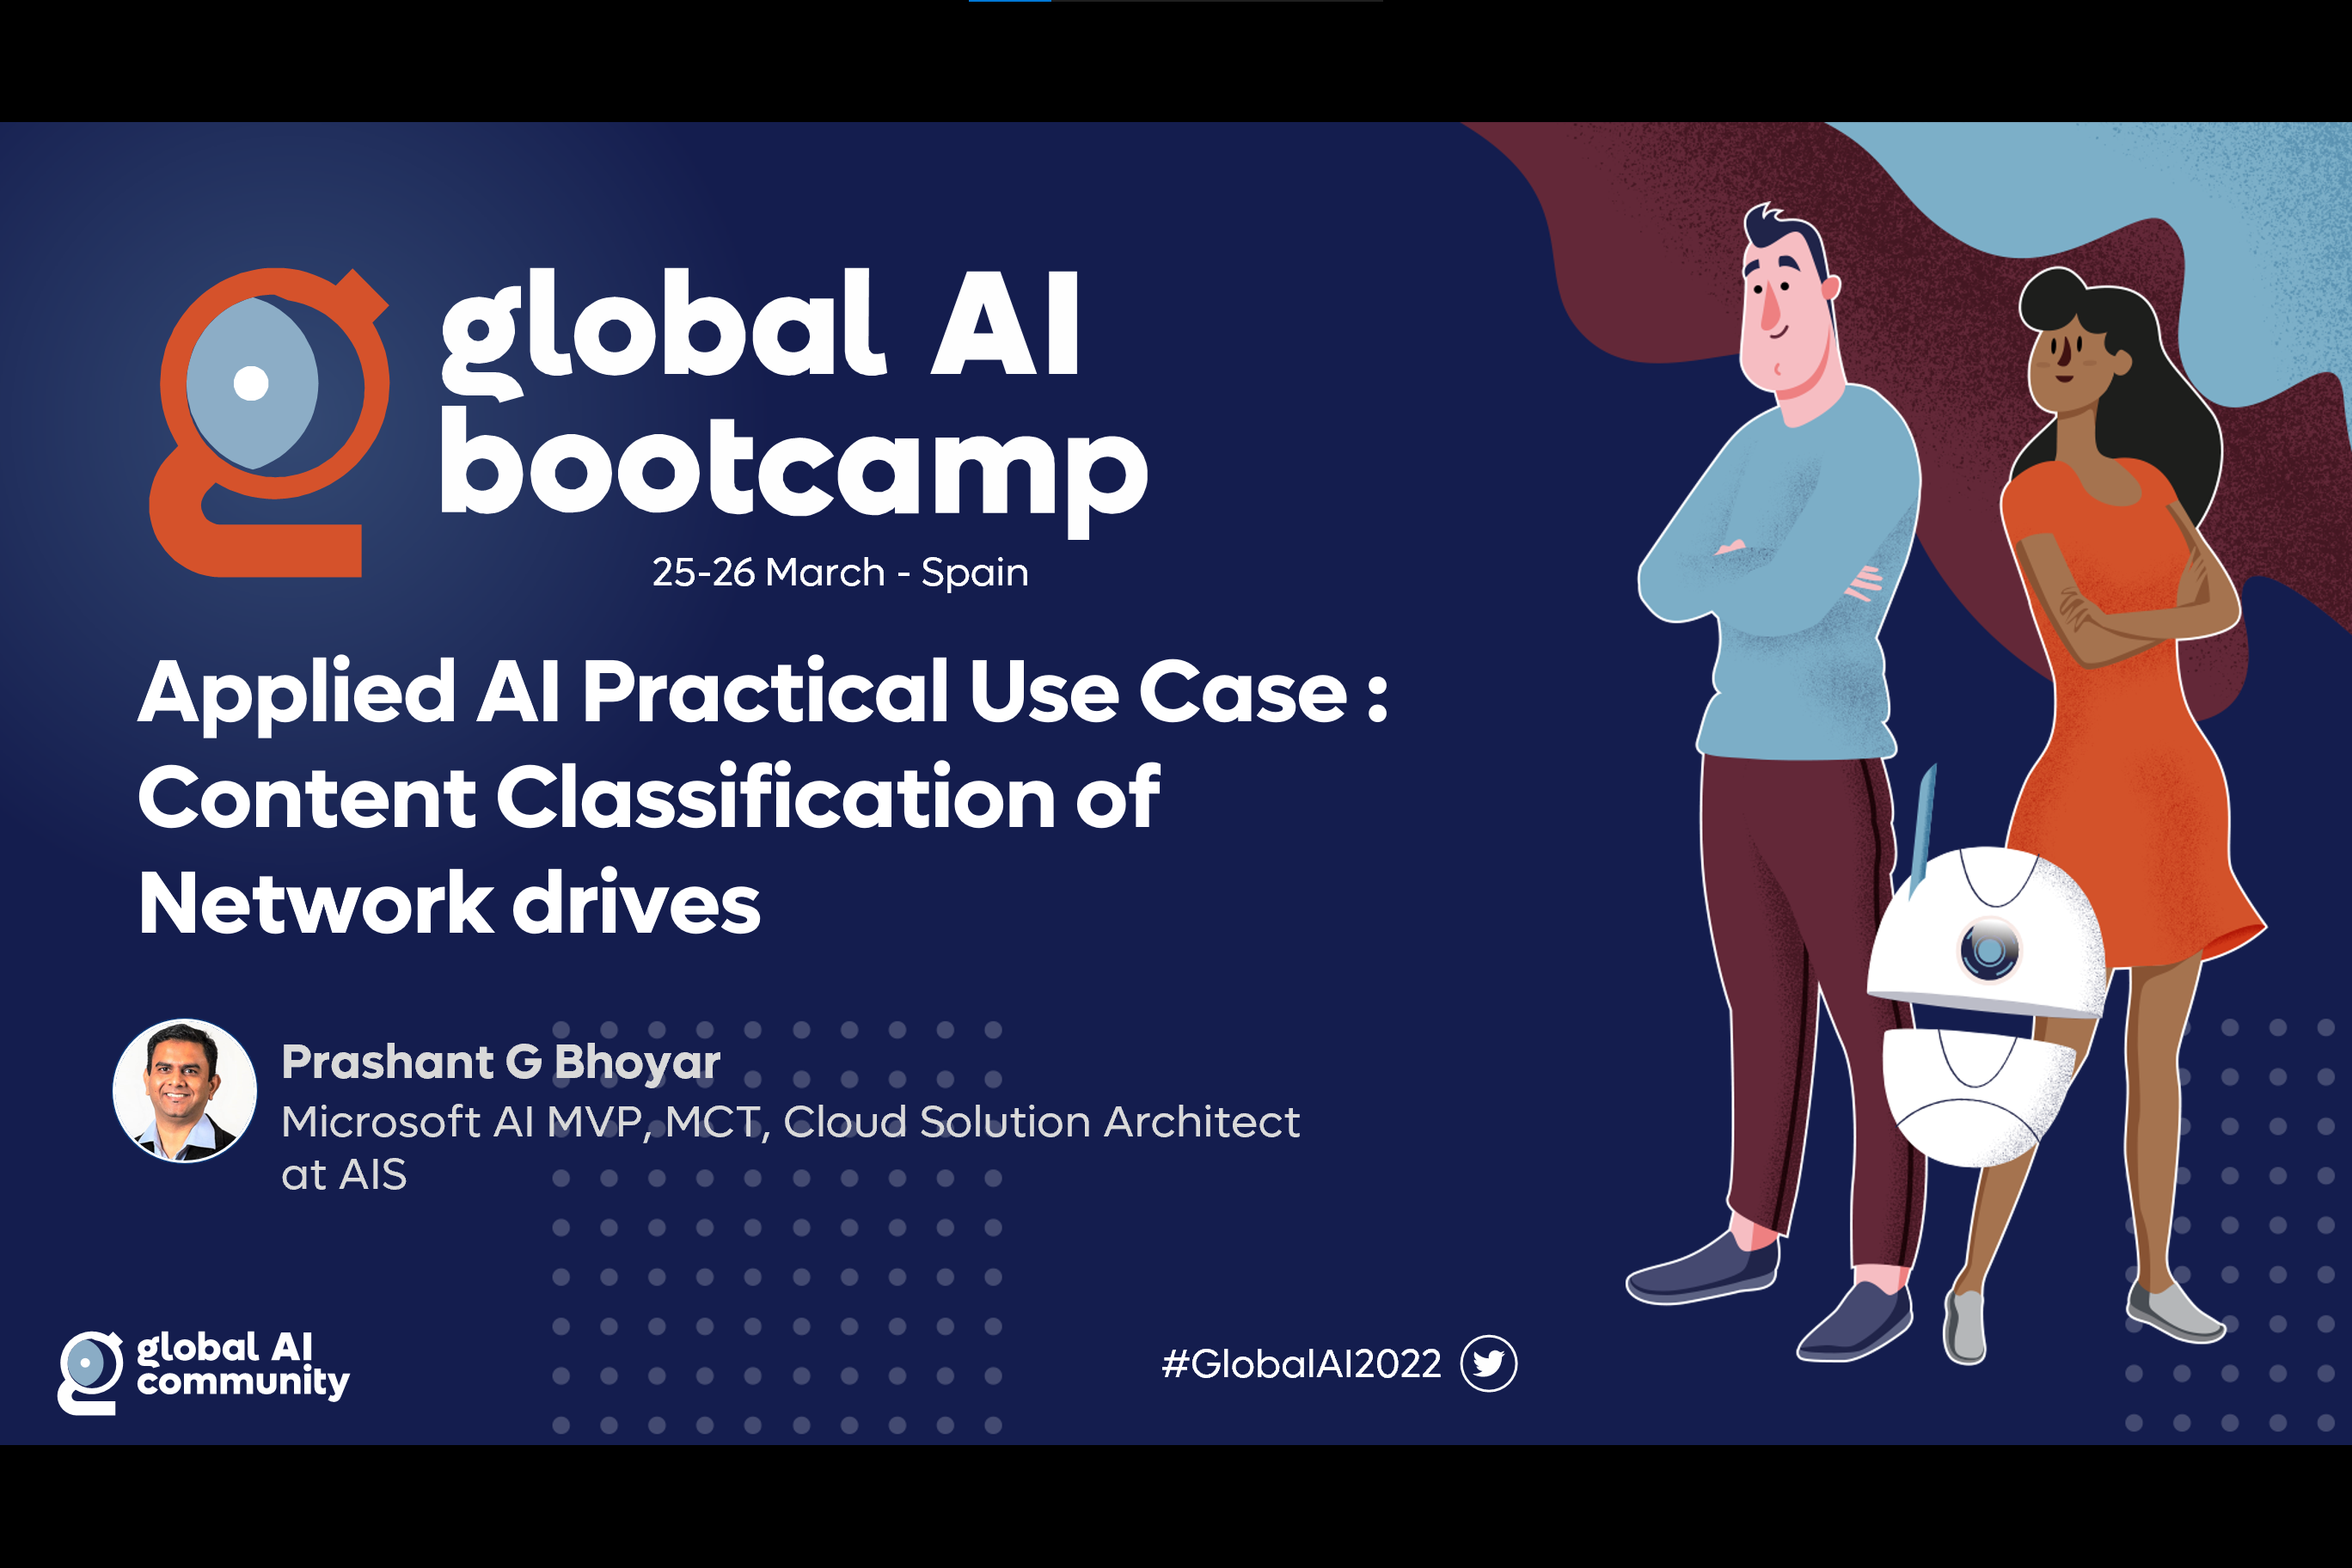 global AI
bootcamp
25-26 March - Spain
Applied AI Practical Use Case :
Content Classification of
Network drives
Prashant G Bhoyar
Microsoft AI MVP, MCT, Cloud Solution Architect
at AIS
global AI
community
#GlobalAI2022